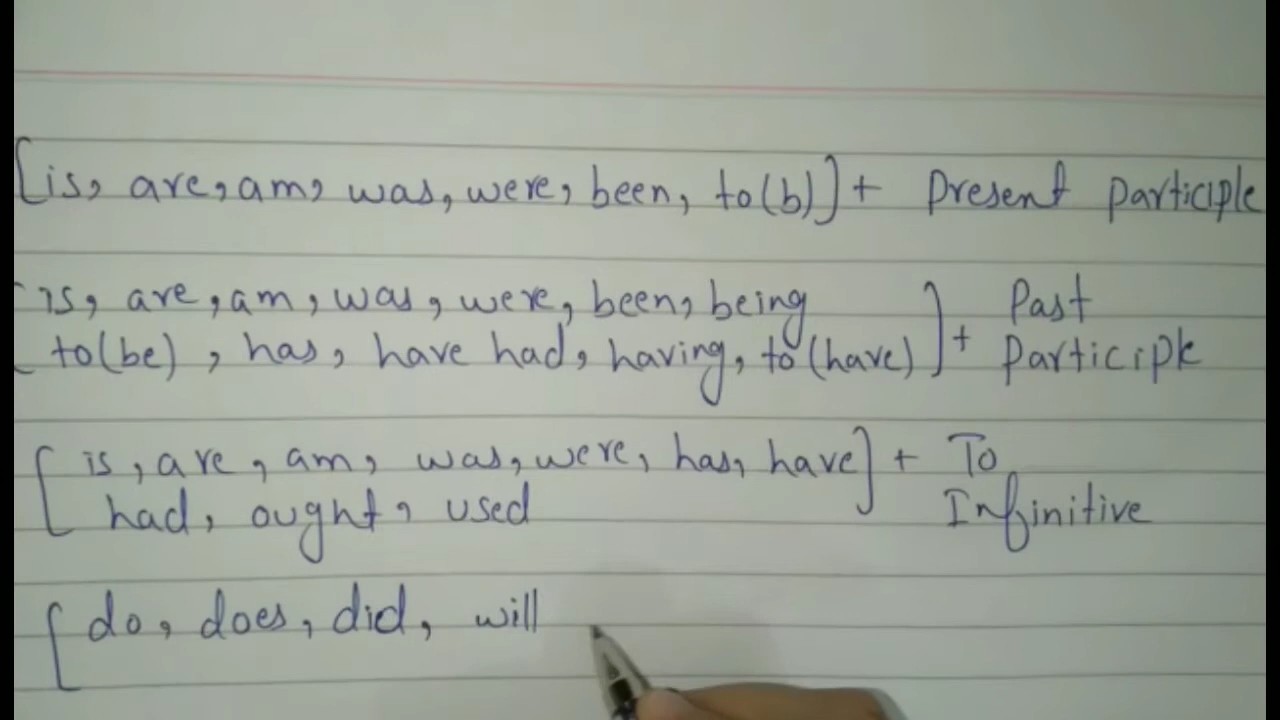 [is, are, am, was, were, been, to(b)] + Present participle
[is, are, am, was, were, been, being
to(be), has, have had, having, to(have)] + Past participle
[is, are, am, was, were, has, have] + To
had, ought, used Infinitive
[do, does, did, will